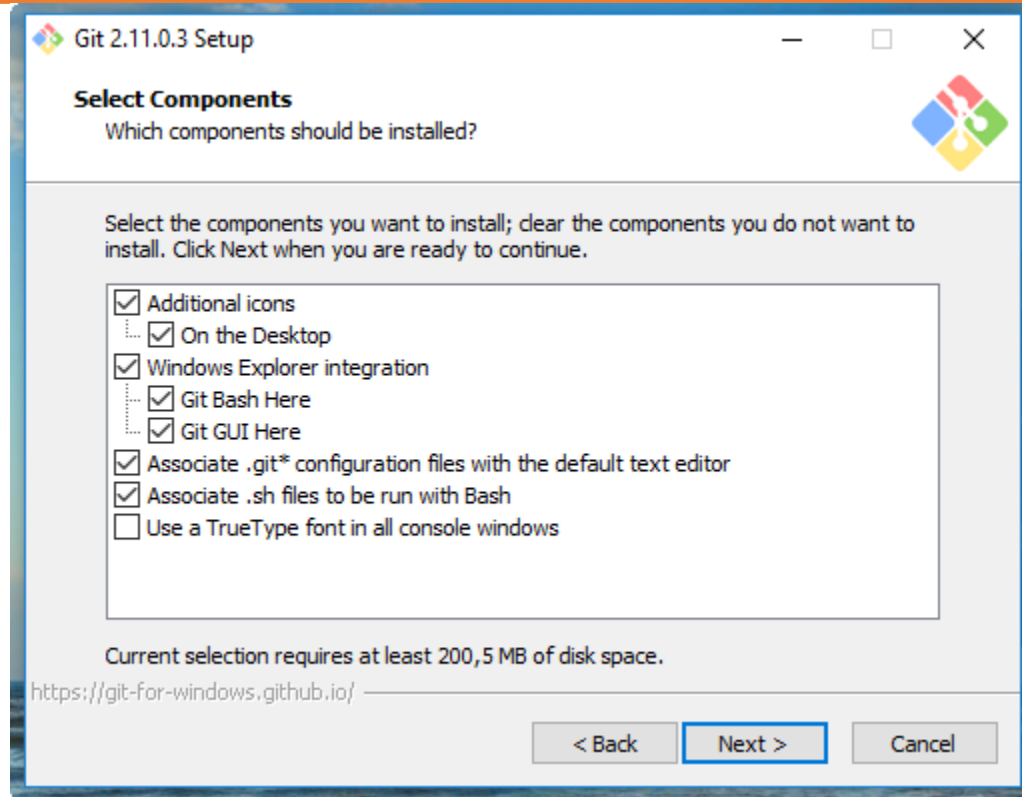 Git 2.11.0.3 Setup
Select Components
Which components should be installed?
Select the components you want to install; clear the components you do not want to
install. Click Next when you are ready to continue.
Additional icons
On the Desktop
Windows Explorer integration
Git Bash Here
Git GUI Here
Associate .git* configuration files with the default text editor
Associate .sh files to be run with Bash
Use a TrueType font in all console windows
Current selection requires at least 200,5 MB of disk space.
https://git-for-windows.github.io/
< Back Next > Cancel